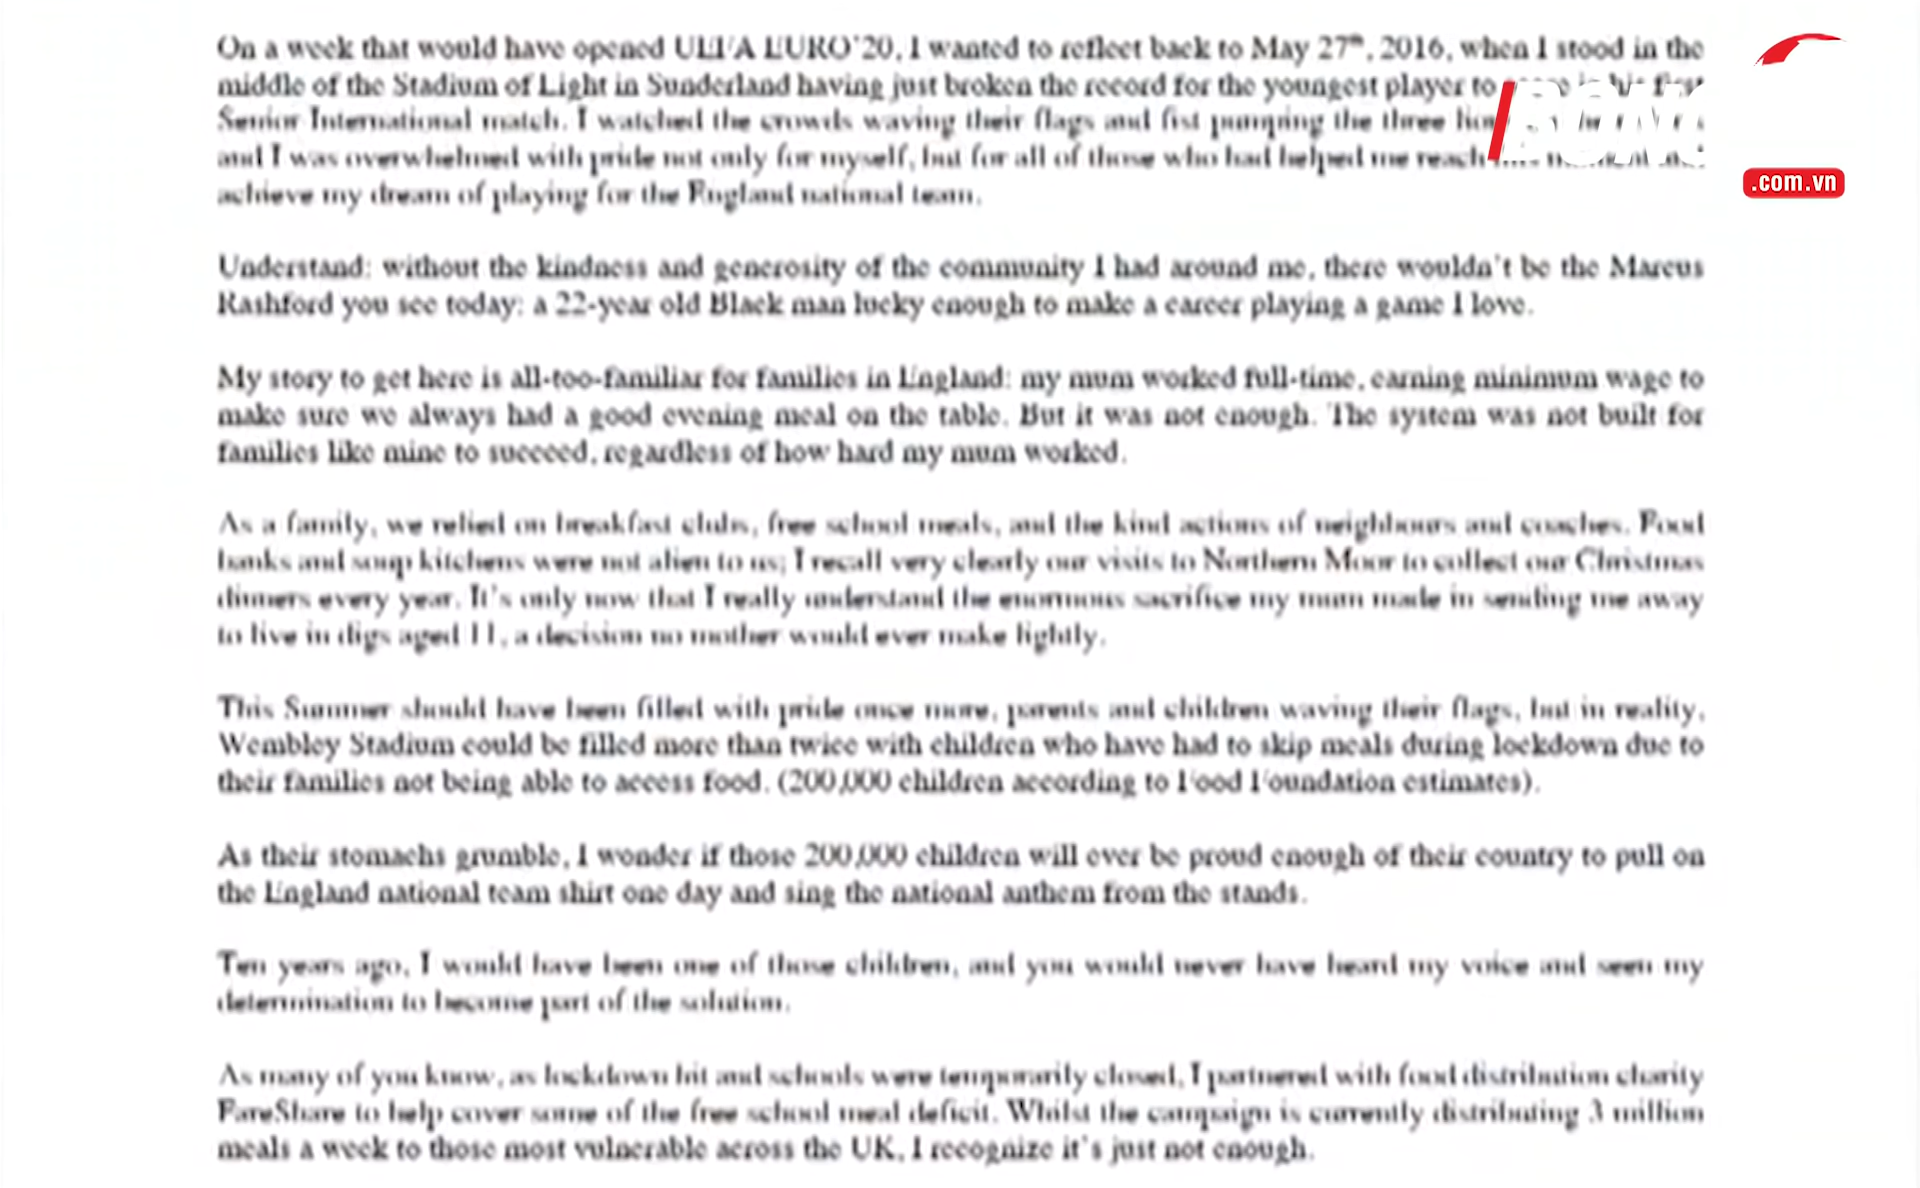 On a week that would have opened UEFA EURO'20, I wanted to reflect back to May 27th, 2016, when I stood in the
middle of the Stadium of Light in Sunderland having just broken the record for the youngest player to
Senior International match. I watched the crowds waving their flags and fist pumping the three
and I was overwhelmed with pride not only for myself, but for all of those who had helped me reach
achieve my dream of playing for the England national team.
Understand: without the kindness and generosity of the community I had around me, there wouldn't be the Marcus
Rashford you see today: a 22-year old Black man lucky enough to make a career playing a game I love.
My story to get here is all-too-familiar for families in England: my mum worked full-time, earning minimum wage to
make sure we always had a good evening meal on the table. But it was not enough. The system was not built for
families like mine to succeed, regardless of how hard my mum worked.
As a family, we relied on breakfast clubs, free school meals, and the kind actions of neighbours and coaches. Food
banks and soup kitchens were not alien to us; I recall very clearly our visits to Northern Moor to collect our Christmas
dinners every year. It's only now that I really understand the enormous sacrifice my mum made in sending me away
to live in digs aged 11, a decision no mother would ever make lightly.
This Summer should have been filled with pride once more, parents and children waving their flags, but in reality,
Wembley Stadium could be filled more than twice with children who have had to skip meals during lockdown due to
their families not being able to access food. (200,000 children according to Food Foundation estimates).
As their stomachs grumble, I wonder if those 200,000 children will ever be proud enough of their country to pull on
the England national team shirt one day and sing the national anthem from the stands.
Ten years ago, I would have been one of those children, and you would never have heard my voice and seen my
determination to become part of the solution.
As many of you know, as lockdown hit and schools were temporarily closed, I partnered with food distribution charity
FareShare to help cover some of the free school meal deficit. Whilst the campaign is currently distributing 3 million
meals a week to those most vulnerable across the UK, I recognize it's just not enough.
.com.vn